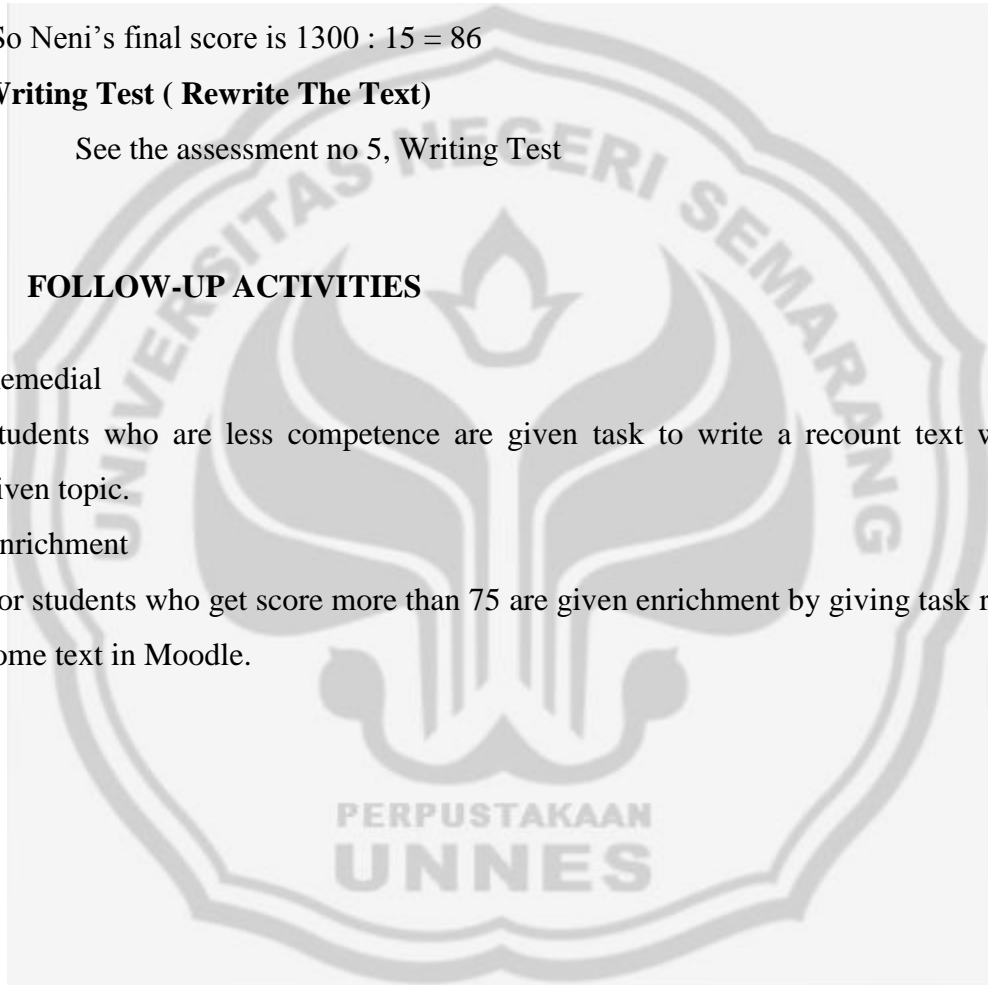 So Neni's final score is 1300 : 15 = 86
Writing Test ( Rewrite The Text)
See the assessment no 5, Writing Test
FOLLOW-UP ACTIVITIES
emedial
tudents who are less competence are given task to write a recount text w
iven topic.
nrichment
or students who get score more than 75 are given enrichment by giving task r
ome text in Moodle.
UNIVERSITAS NEGERI SEMARANG
PERPUSTAKAAN
UNNES